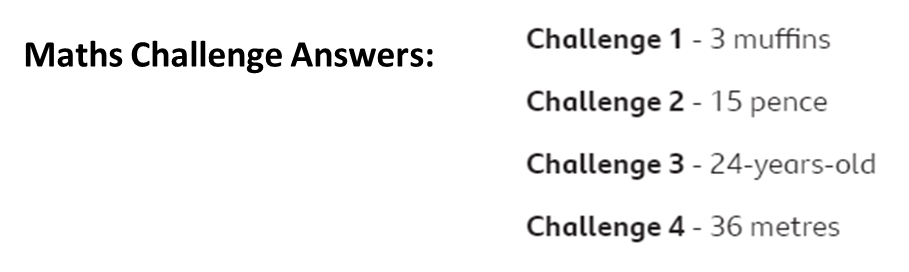 Maths Challenge Answers:
Challenge 1 - 3 muffins
Challenge 2 - 15 pence
Challenge 3 - 24-years-old
Challenge 4 - 36 metres